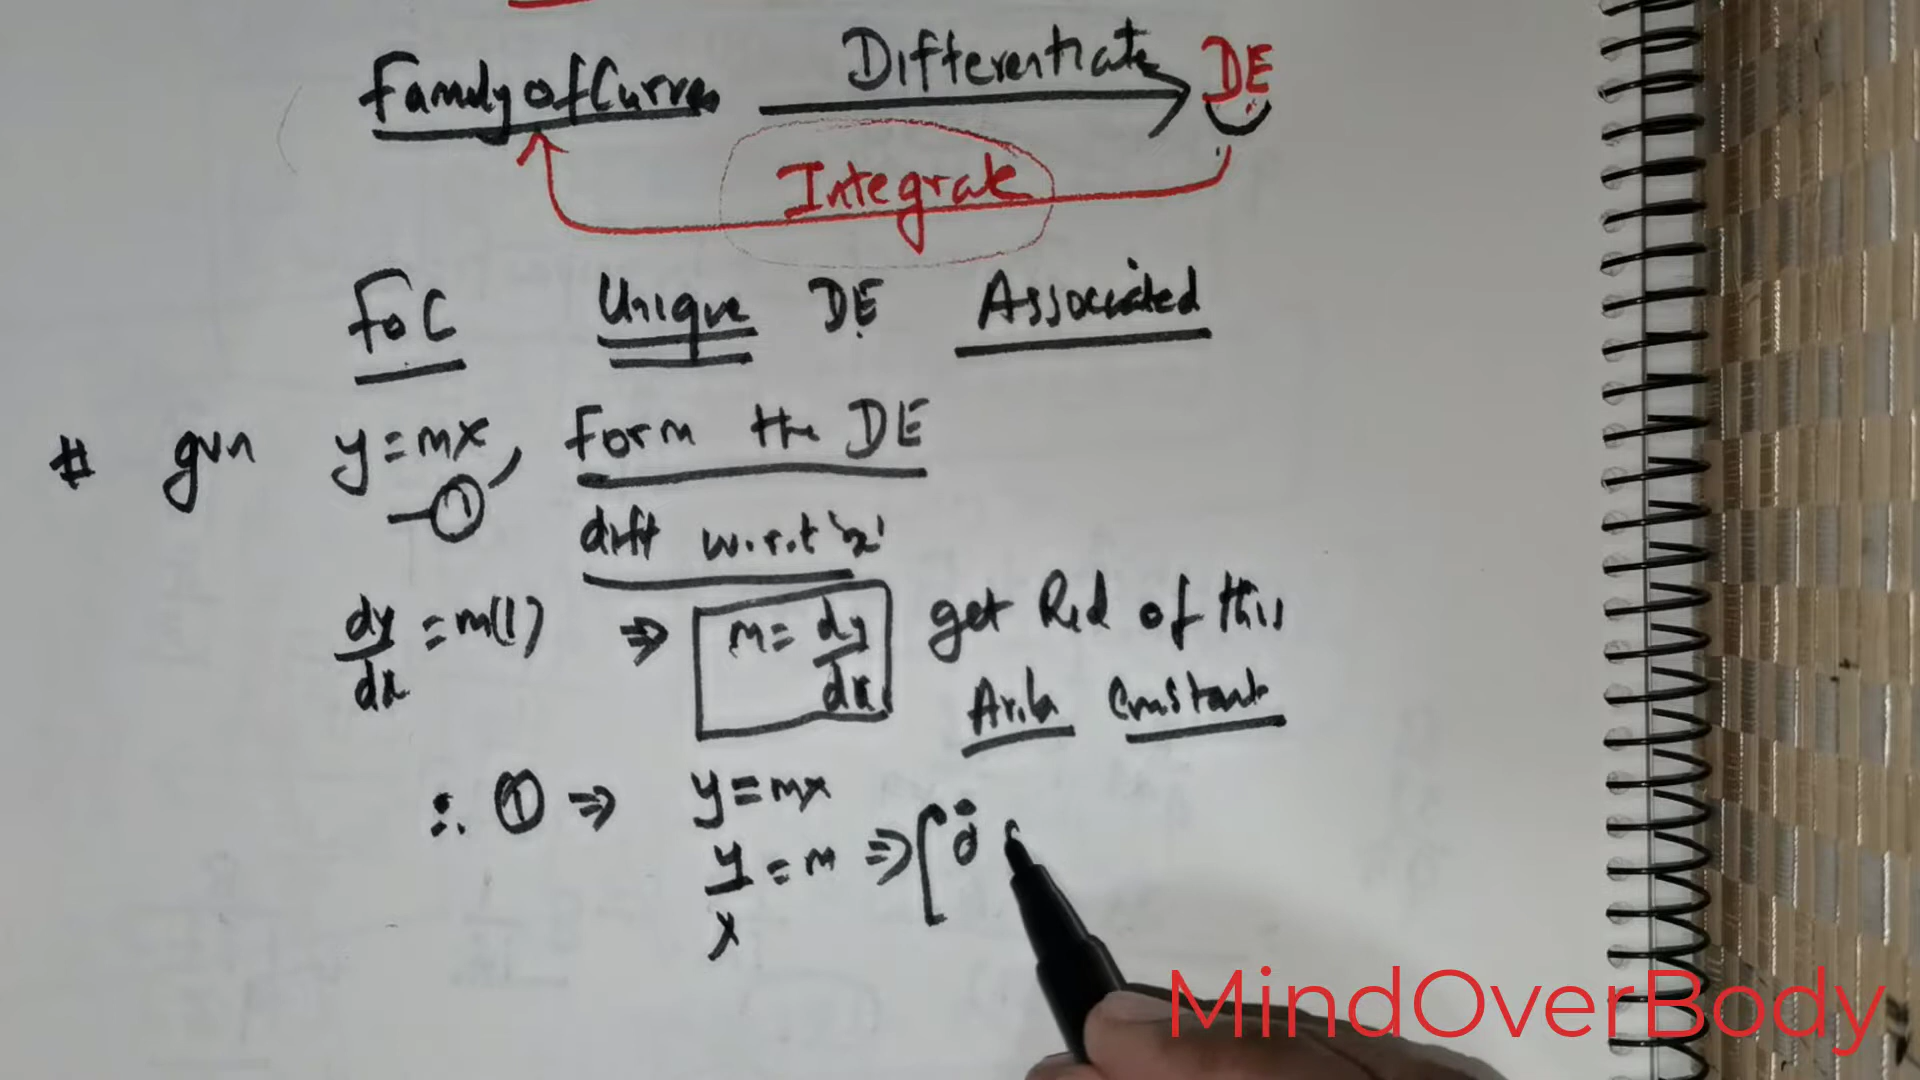 Family of Curves Differentiate DE
Integrate
FoC Unique DE Associated
# gvn y = mx, Form the DE
— ①
diff w.r.t 'x'
dy/dx = m(1) ⇒ m = dy/dx get Rid of this
Arib Constant
∴ ① ⇒ y = mx
y/x = m ⇒ [
MindOverBody